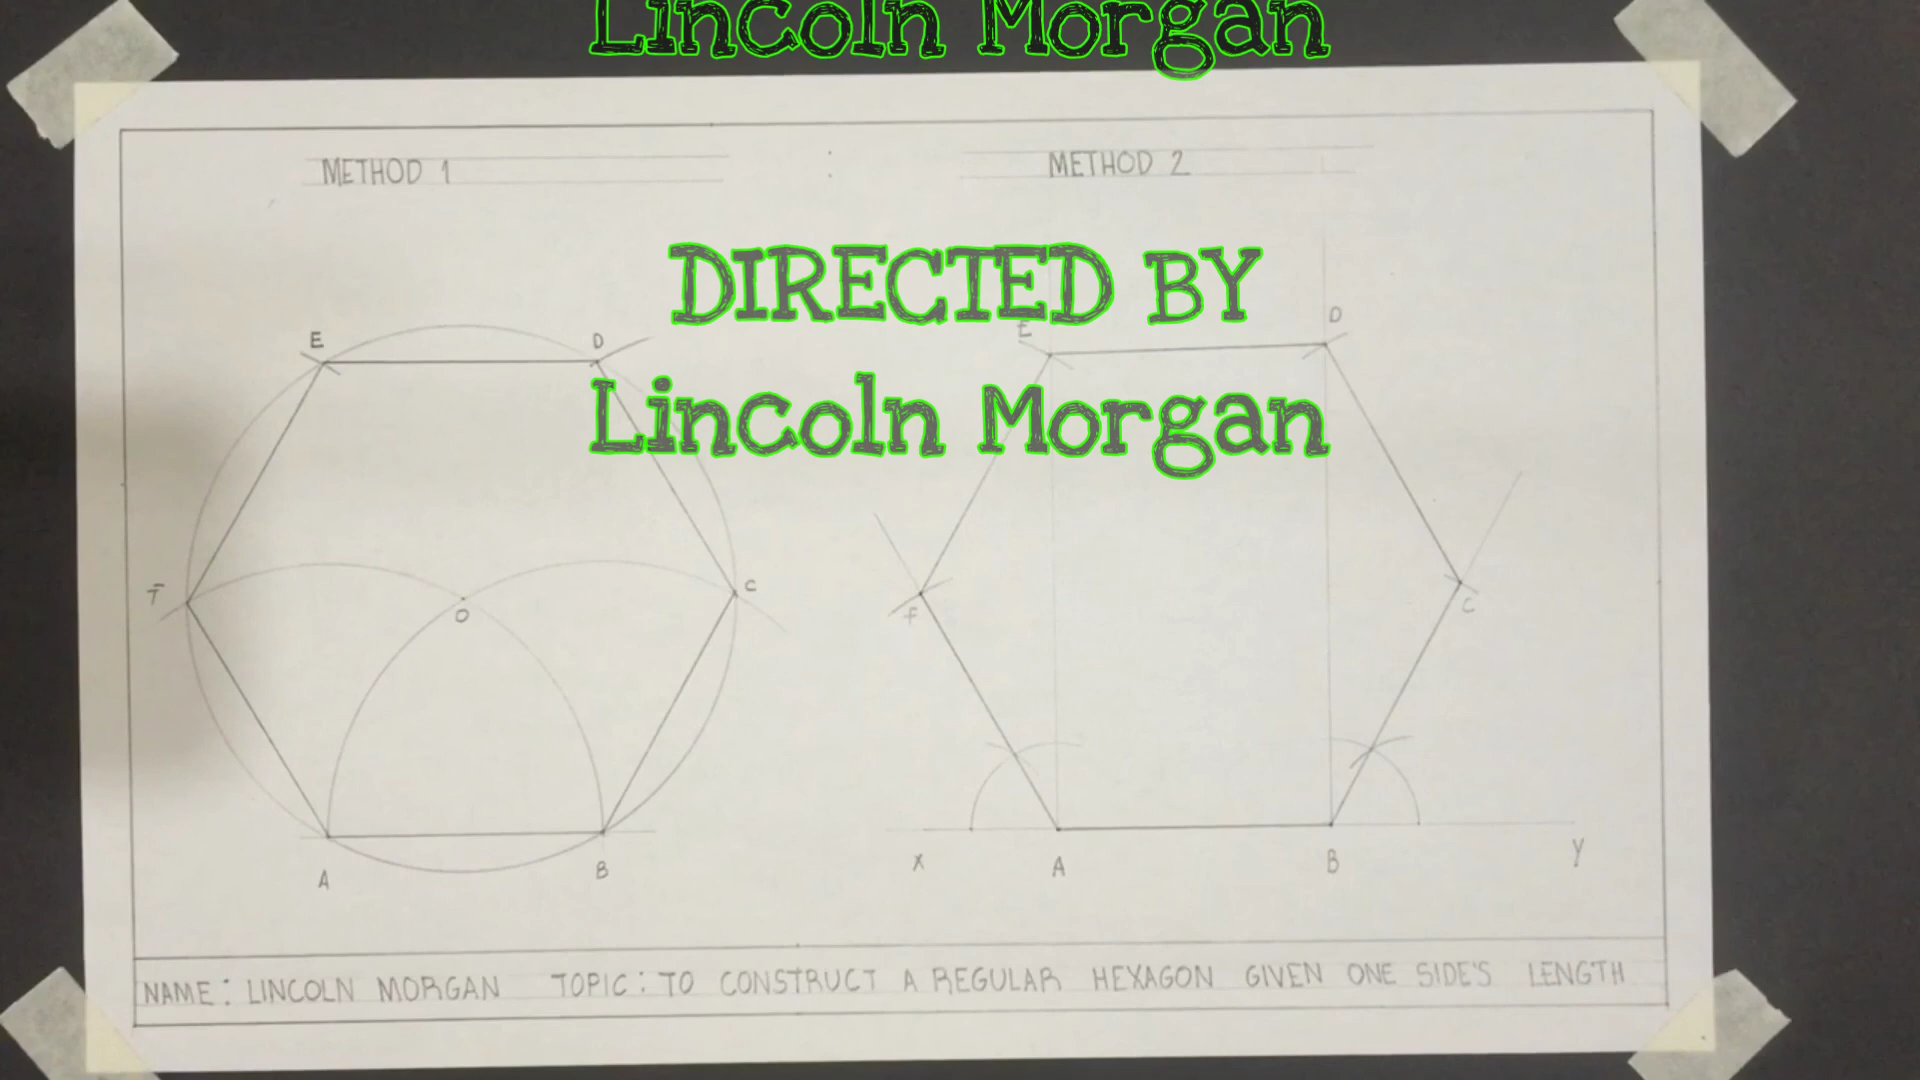 Lincoln Morgan
METHOD 1
METHOD 2
DIRECTED BY
Lincoln Morgan
E
D
E
D
F
O
C
F
C
A
B
X
A
B
Y
NAME: LINCOLN MORGAN TOPIC: TO CONSTRUCT A REGULAR HEXAGON GIVEN ONE SIDE'S LENGTH